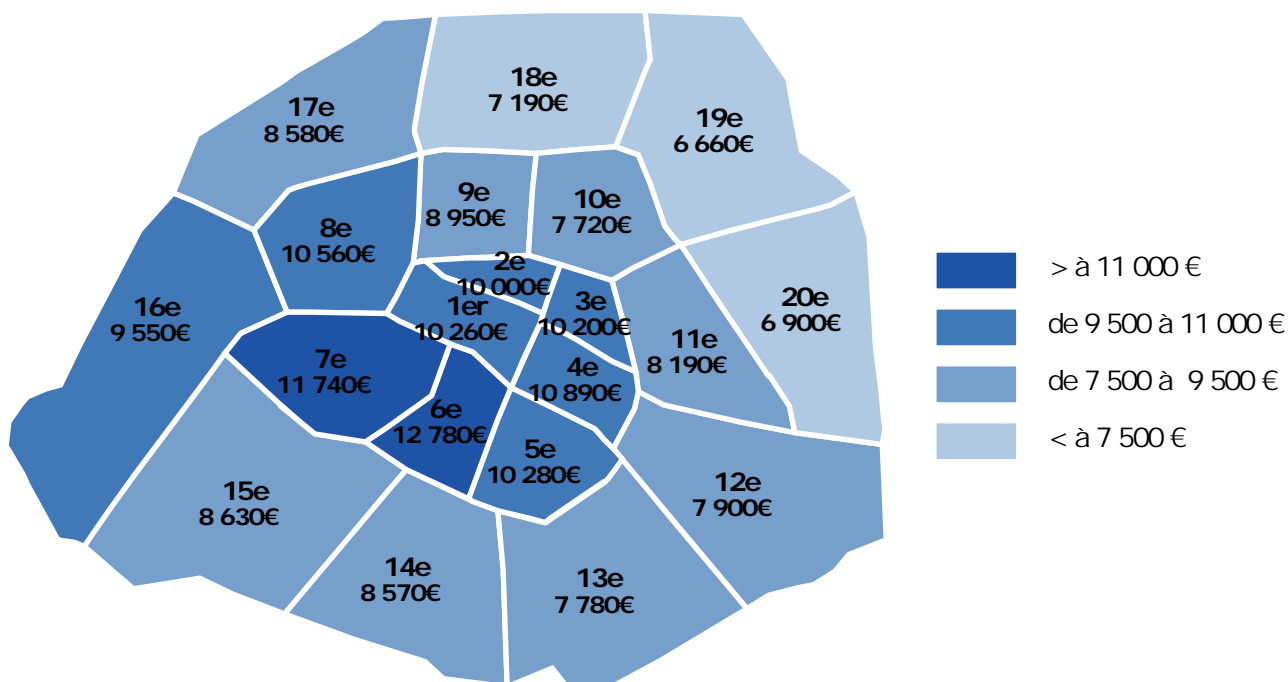 18e
7 190€
17e
8 580€
19e
6 660€
9e
8 950€
10e
7 720€
8e
10 560€
2e
10 000€
16e
9 550€
1er
10 260€
3e
10 200€
20e
6 900€
7e
11 740€
11e
8 190€
4e
10 890€
6e
12 780€
5e
10 280€
15e
8 630€
12e
7 900€
14e
8 570€
13e
7 780€
> à 11 000 €
de 9 500 à 11 000 €
de 7 500 à 9 500 €
< à 7 500 €